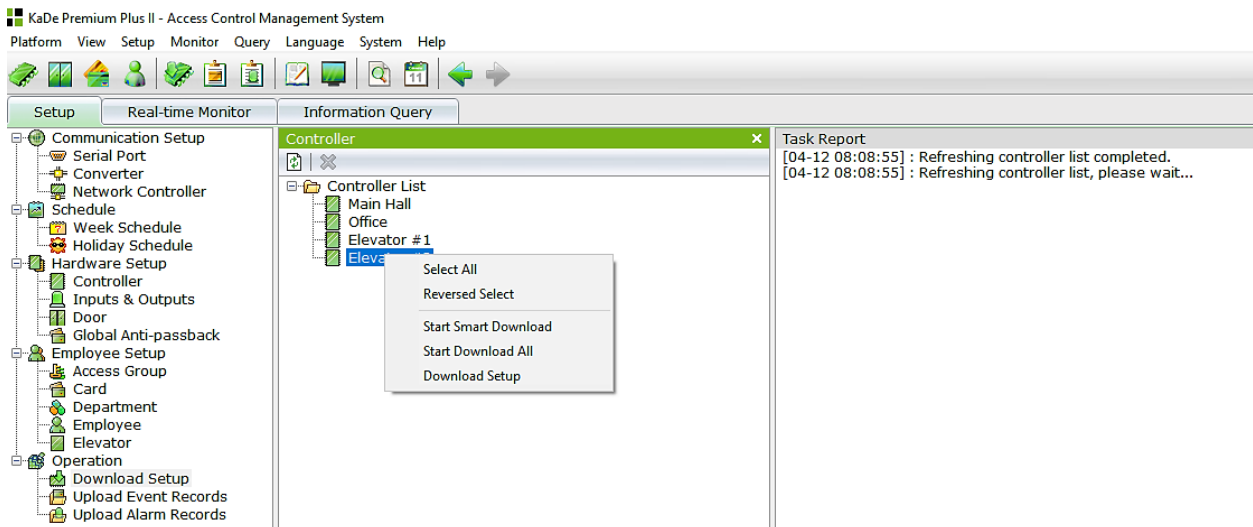 KaDe Premium Plus II - Access Control Management System
Platform View Setup Monitor Query Language System Help
11
Setup Real-time Monitor Information Query
Communication Setup
Serial Port
Converter
Network Controller
Schedule
Week Schedule
Holiday Schedule
Hardware Setup
Controller
Inputs & Outputs
Door
Global Anti-passback
Employee Setup
Access Group
Card
Department
Employee
Elevator
Operation
Download Setup
Upload Event Records
Upload Alarm Records
Controller
Controller List
Main Hall
Office
Elevator #1
Select All
Reversed Select
Start Smart Download
Start Download All
Download Setup
Task Report
[04-12 08:08:55] : Refreshing controller list completed.
[04-12 08:08:55] : Refreshing controller list, please wait...